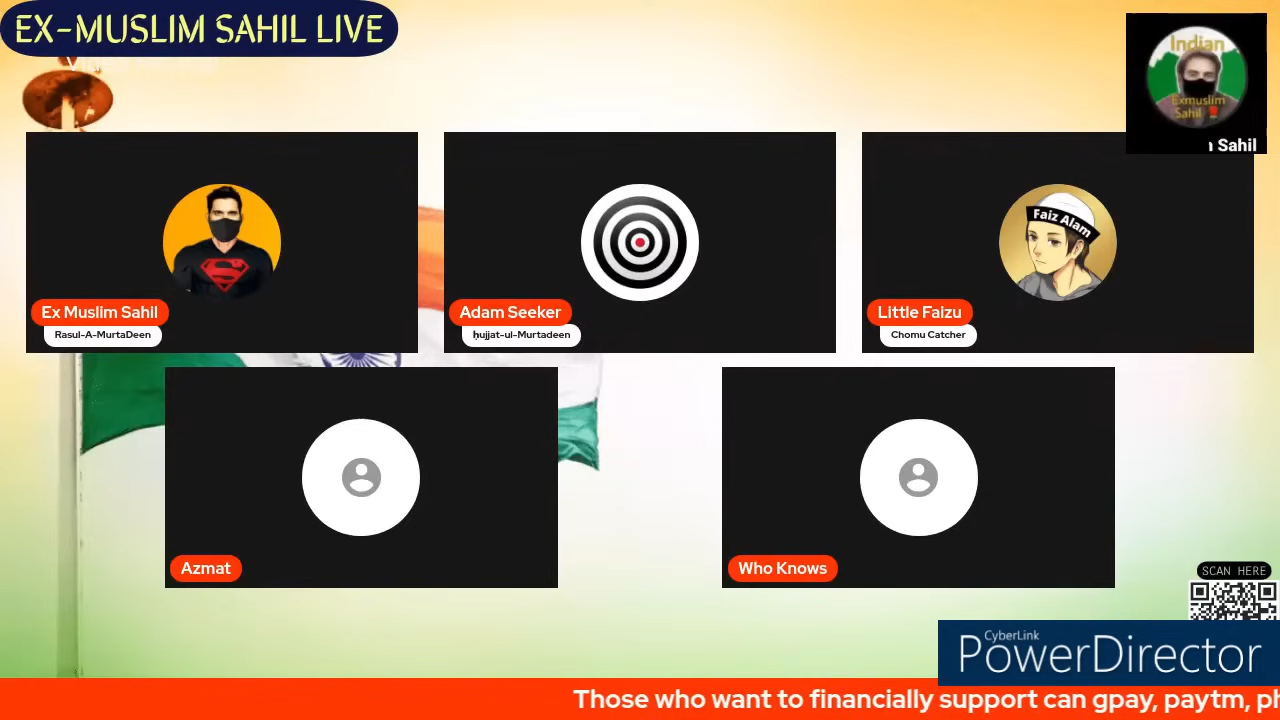 EX-MUSLIM SAHIL LIVE
Indian
Exmuslim
Sahil
Sahil
Faiz Alam
Ex Muslim Sahil
Rasul-A-MurtaDeen
Adam Seeker
ḥujjat-ul-Murtadeen
Little Faizu
Chomu Catcher
Azmat
Who Knows
SCAN HERE
CyberLink
PowerDirector
Those who want to financially support can gpay, paytm,